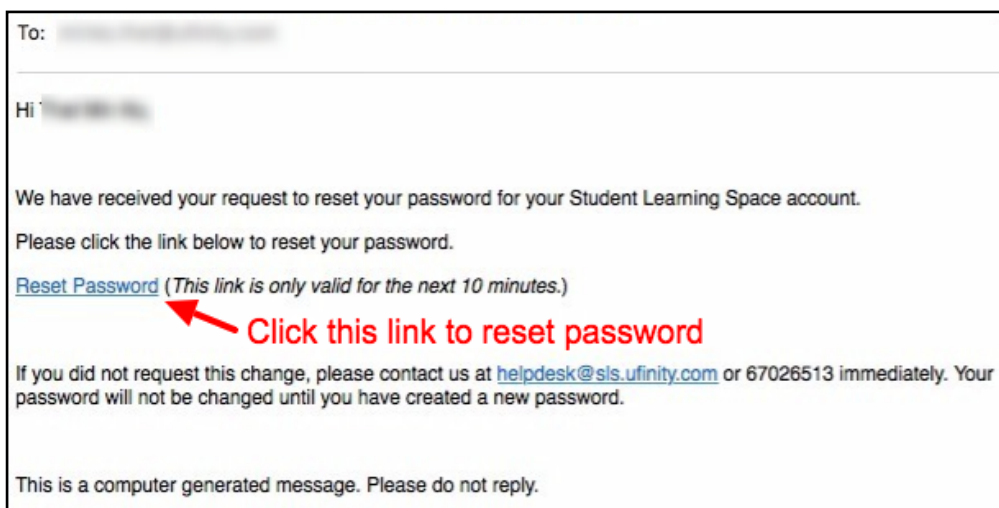 To:
Hi
We have received your request to reset your password for your Student Learning Space account.
Please click the link below to reset your password.
Reset Password (This link is only valid for the next 10 minutes.)
Click this link to reset password
If you did not request this change, please contact us at helpdesk@sls.ufinity.com or 67026513 immediately. Your
password will not be changed until you have created a new password.
This is a computer generated message. Please do not reply.